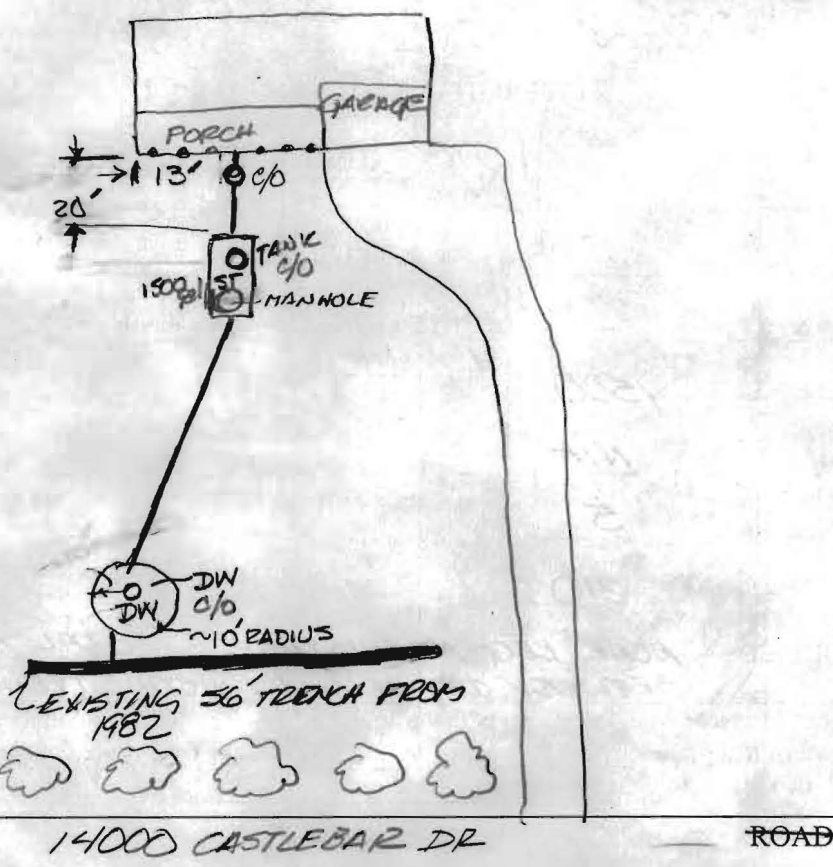 GARAGE
PORCH
13'
C/O
20'
TANK
C/O
1500 gal ST
MANHOLE
DW
C/O
DW
~10' RADIUS
EXISTING 56' TRENCH FROM
1982
14000 CASTLEBAR DR
ROAD